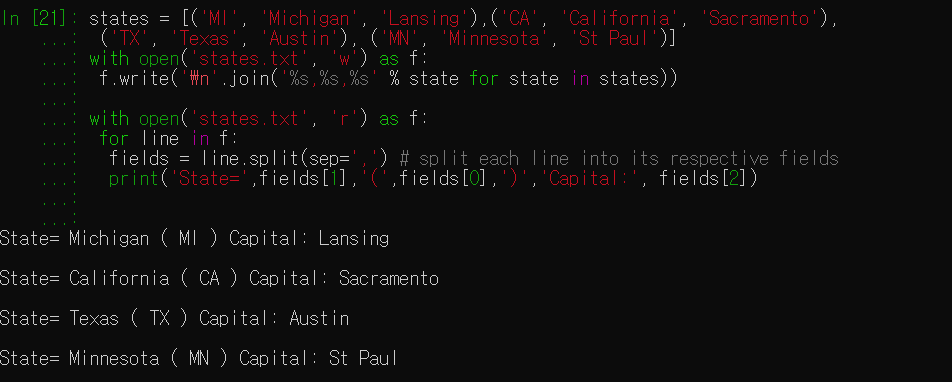 In [21]: states = [('MI', 'Michigan', 'Lansing'),('CA', 'California', 'Sacramento'),
...: ('TX', 'Texas', 'Austin'), ('MN', 'Minnesota', 'St Paul')]
...: with open('states.txt', 'w') as f:
...: f.write('₩n'.join('%s,%s,%s' % state for state in states))
...:
...: with open('states.txt', 'r') as f:
...: for line in f:
...: fields = line.split(sep=',') # split each line into its respective fields
...: print('State=',fields[1],'(',fields[0],')','Capital:', fields[2])
...:
...:
State= Michigan ( MI ) Capital: Lansing
State= California ( CA ) Capital: Sacramento
State= Texas ( TX ) Capital: Austin
State= Minnesota ( MN ) Capital: St Paul